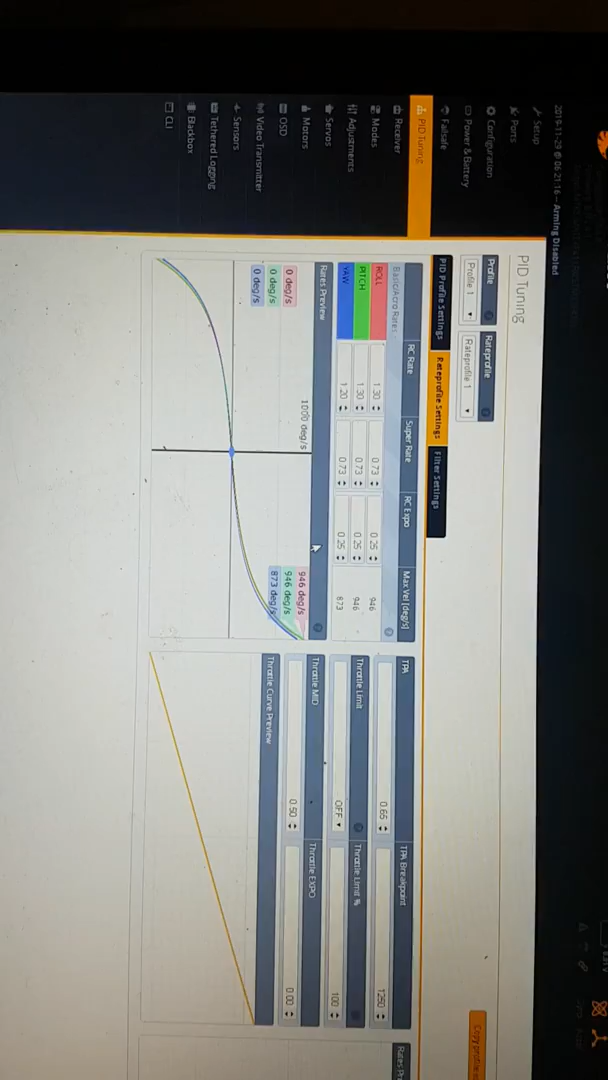 2019-11-29 @ 06:21:16 -- Arming Disabled
Setup
Ports
Configuration
Power & Battery
Failsafe
PID Tuning
Receiver
Modes
Adjustments
Servos
Motors
OSD
Video Transmitter
Sensors
Tethered Logging
Blackbox
CLI
PID Tuning
Profile Rateprofile
Profile 1 Rateprofile 1
PID Profile Settings Rateprofile Settings Filter Settings
Basic/Acro Rates RC Rate Super Rate RC Expo Max Vel [deg/s]
ROLL 1.30 0.73 0.25 946
PITCH 1.30 0.73 0.25 946
YAW 1.20 0.73 0.25 873
Rates Preview
1000 deg/s
0 deg/s 946 deg/s
0 deg/s 946 deg/s
0 deg/s 873 deg/s
TPA TPA Breakpoint
0.65 1250
Throttle Limit Throttle Limit %
OFF 100
Throttle MID Throttle EXPO
0.50 0.00
Throttle Curve Preview